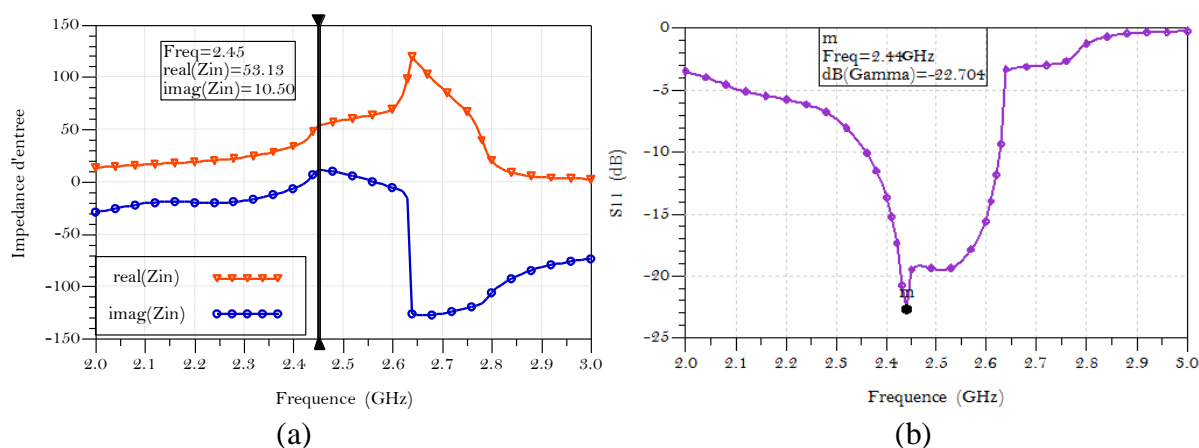 150
100
50
0
-50
-100
-150
Impedance d'entree
Freq=2.45
real(Zin)=53.13
imag(Zin)=10.50
real(Zin)
imag(Zin)
2.0 2.1 2.2 2.3 2.4 2.5 2.6 2.7 2.8 2.9 3.0
Frequence (GHz)
(a)
0
-5
-10
-15
-20
-25
S11 (dB)
m
Freq=2.44GHz
dB(Gamma)=-22.704
m
2.0 2.1 2.2 2.3 2.4 2.5 2.6 2.7 2.8 2.9 3.0
Frequence (GHz)
(b)